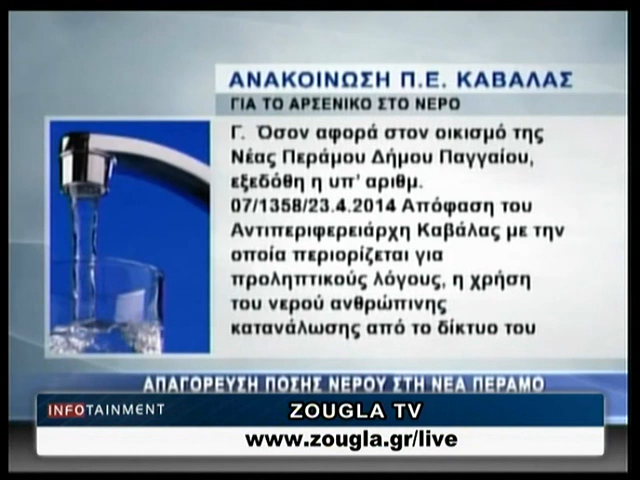 ΑΝΑΚΟΙΝΩΣΗ Π.Ε. ΚΑΒΑΛΑΣ
ΓΙΑ ΤΟ ΑΡΣΕΝΙΚΟ ΣΤΟ ΝΕΡΟ
Γ. Όσον αφορά στον οικισμό της
Νέας Περάμου Δήμου Παγγαίου,
εξεδόθη η υπ' αριθμ.
07/1358/23.4.2014 Απόφαση του
Αντιπεριφερειάρχη Καβάλας με την
οποία περιορίζεται για
προληπτικούς λόγους, η χρήση
του νερού ανθρώπινης
κατανάλωσης από το δίκτυο του
ΑΠΑΓΟΡΕΥΣΗ ΠΟΣΗΣ ΝΕΡΟΥ ΣΤΗ ΝΕΑ ΠΕΡΑΜΟ
INFOTAINMENT
ZOUGLA TV
www.zougla.gr/live